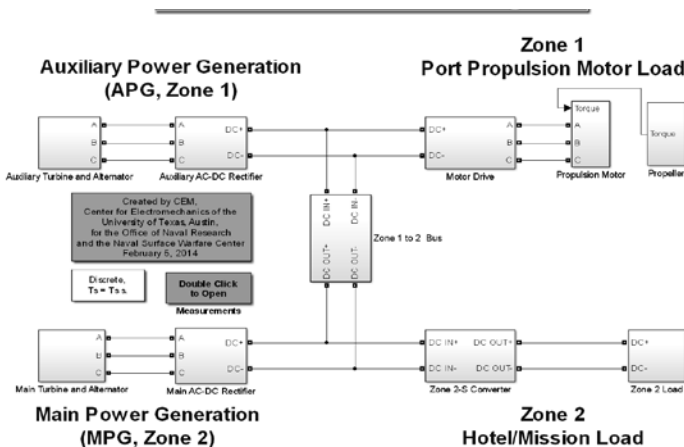 Zone 1
Port Propulsion Motor Load
Auxiliary Power Generation
(APG, Zone 1)
A
B
C
A
B
C
DC+
DC-
Auxiliary Turbine and Alternator
Auxiliary AC-DC Rectifier
DC+
DC-
A
B
C
Motor Drive
Torque
A
B
C
Propulsion Motor
Torque
Propeller
Created by CEM,
Center for Electromechanics of the
University of Texas, Austin,
for the Office of Naval Research
and the Naval Surface Warfare Center
February 6, 2014
DC IN+
DC IN-
DC OUT+
DC OUT-
Zone 1 to 2 Bus
Discrete,
Ts = Ts s.
Double Click
to Open
Measurements
A
B
C
A
B
C
DC+
DC-
Main Turbine and Alternator
Main AC-DC Rectifier
DC IN+
DC IN-
DC OUT+
DC OUT-
Zone 2-S Converter
DC+
DC-
Zone 2 Load
Main Power Generation
(MPG, Zone 2)
Zone 2
Hotel/Mission Load